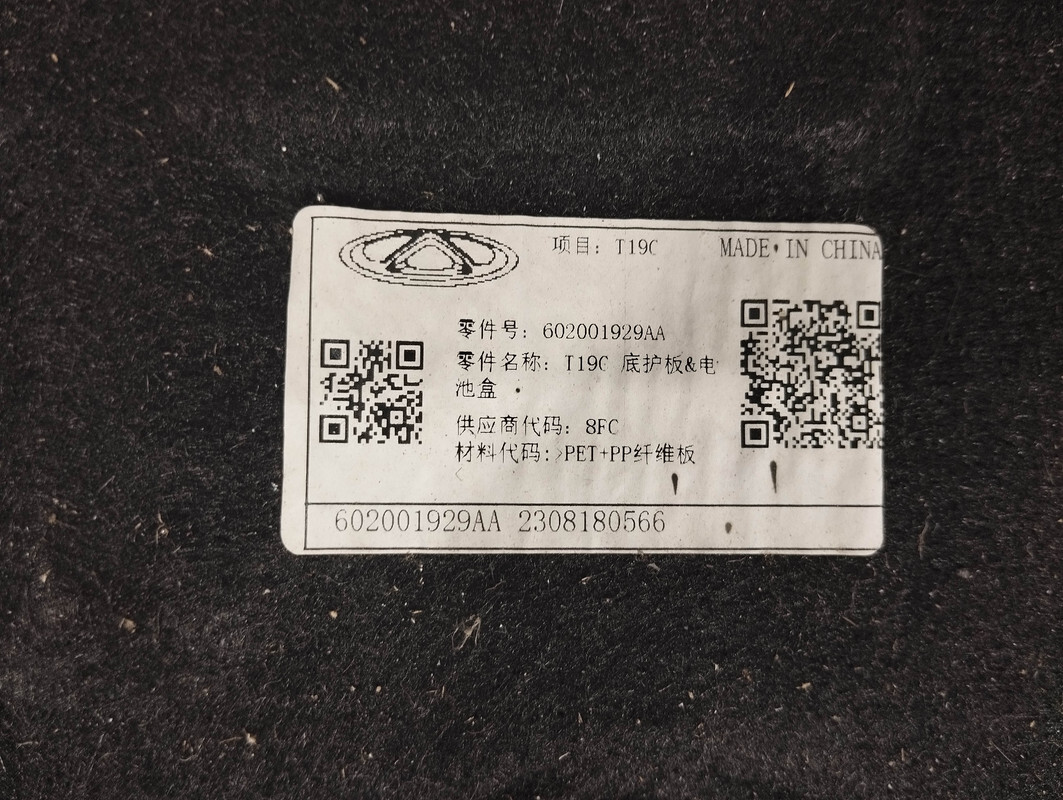 项目: T19C
MADE IN CHINA
零件号: 602001929AA
零件名称: T19C 底护板&电
池盒
供应商代码: 8FC
材料代码:>PET+PP纤维板
<
602001929AA 2308180566